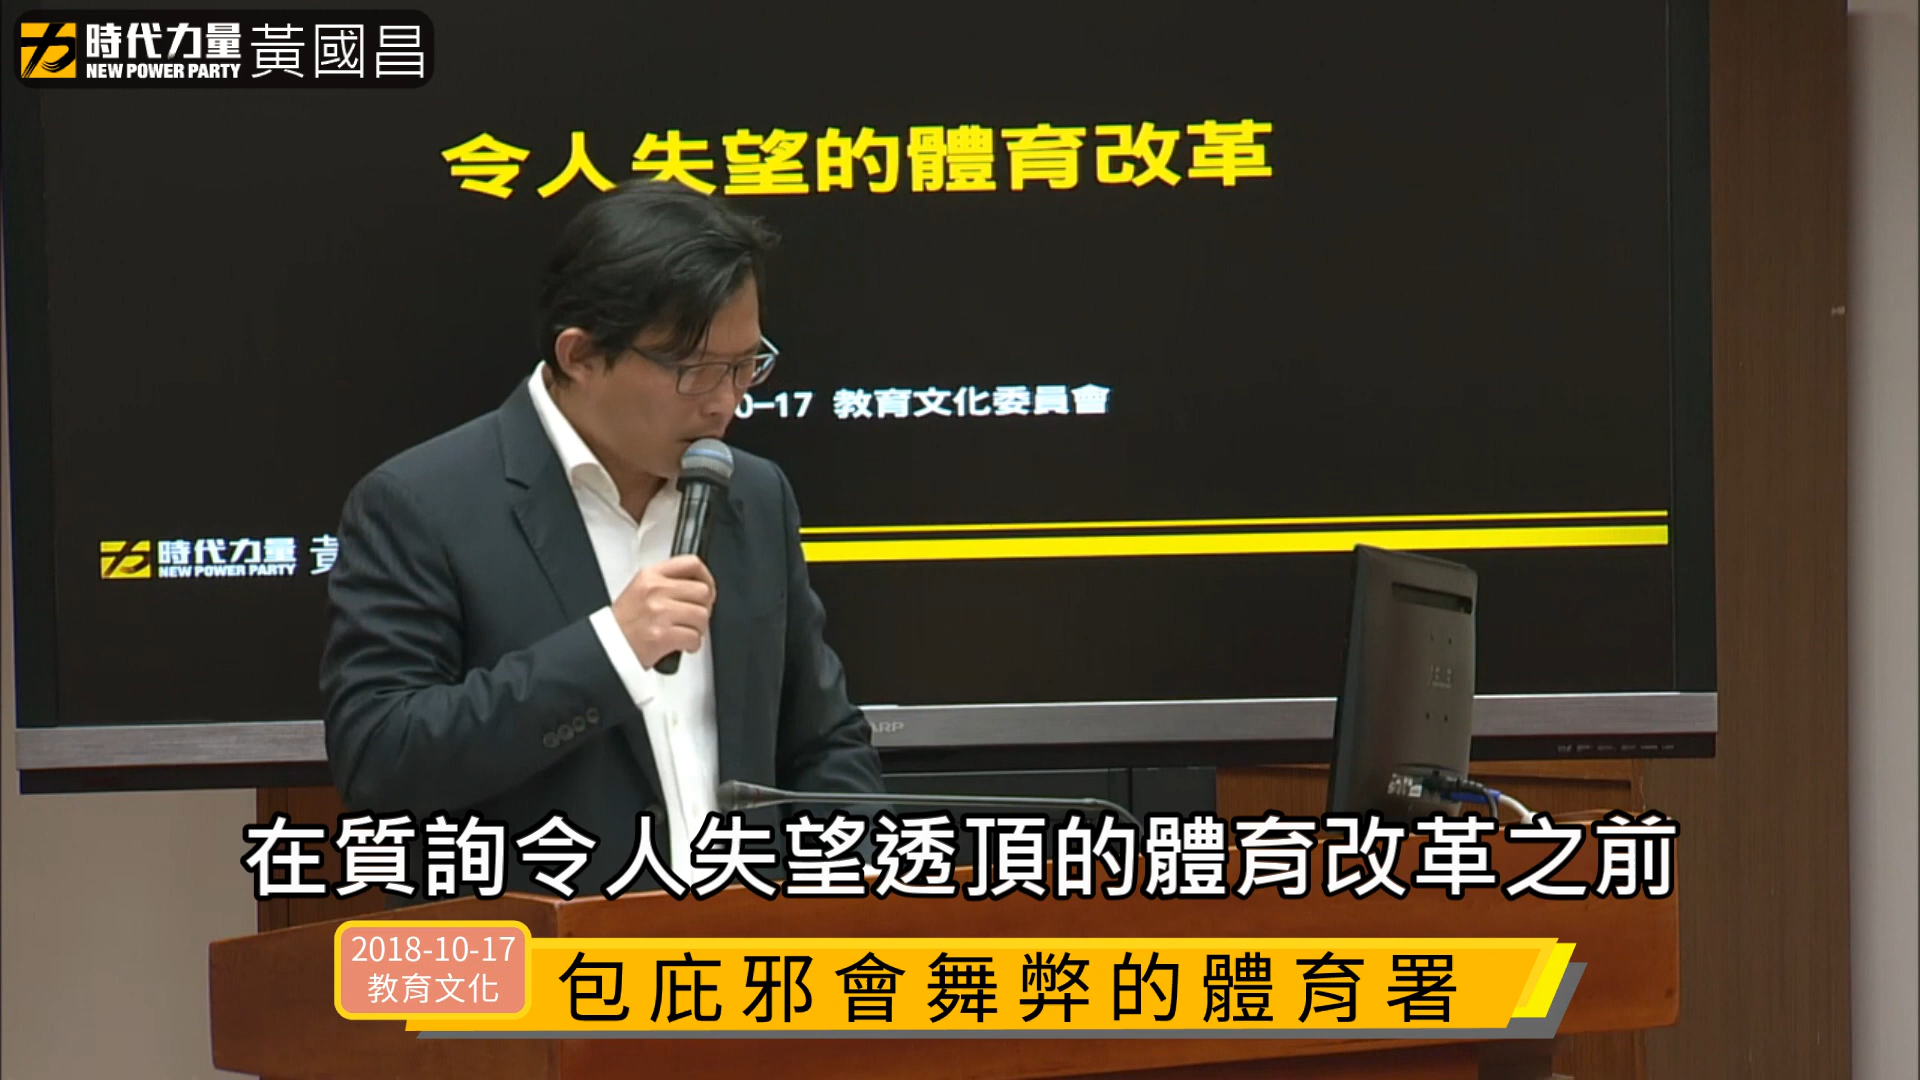 時代力量
NEW POWER PARTY
黃國昌
令人失望的體育改革
0-17 教育文化委員會
時代力量
NEW POWER PARTY
在質詢令人失望透頂的體育改革之前
2018-10-17
教育文化
包庇邪會舞弊的體育署